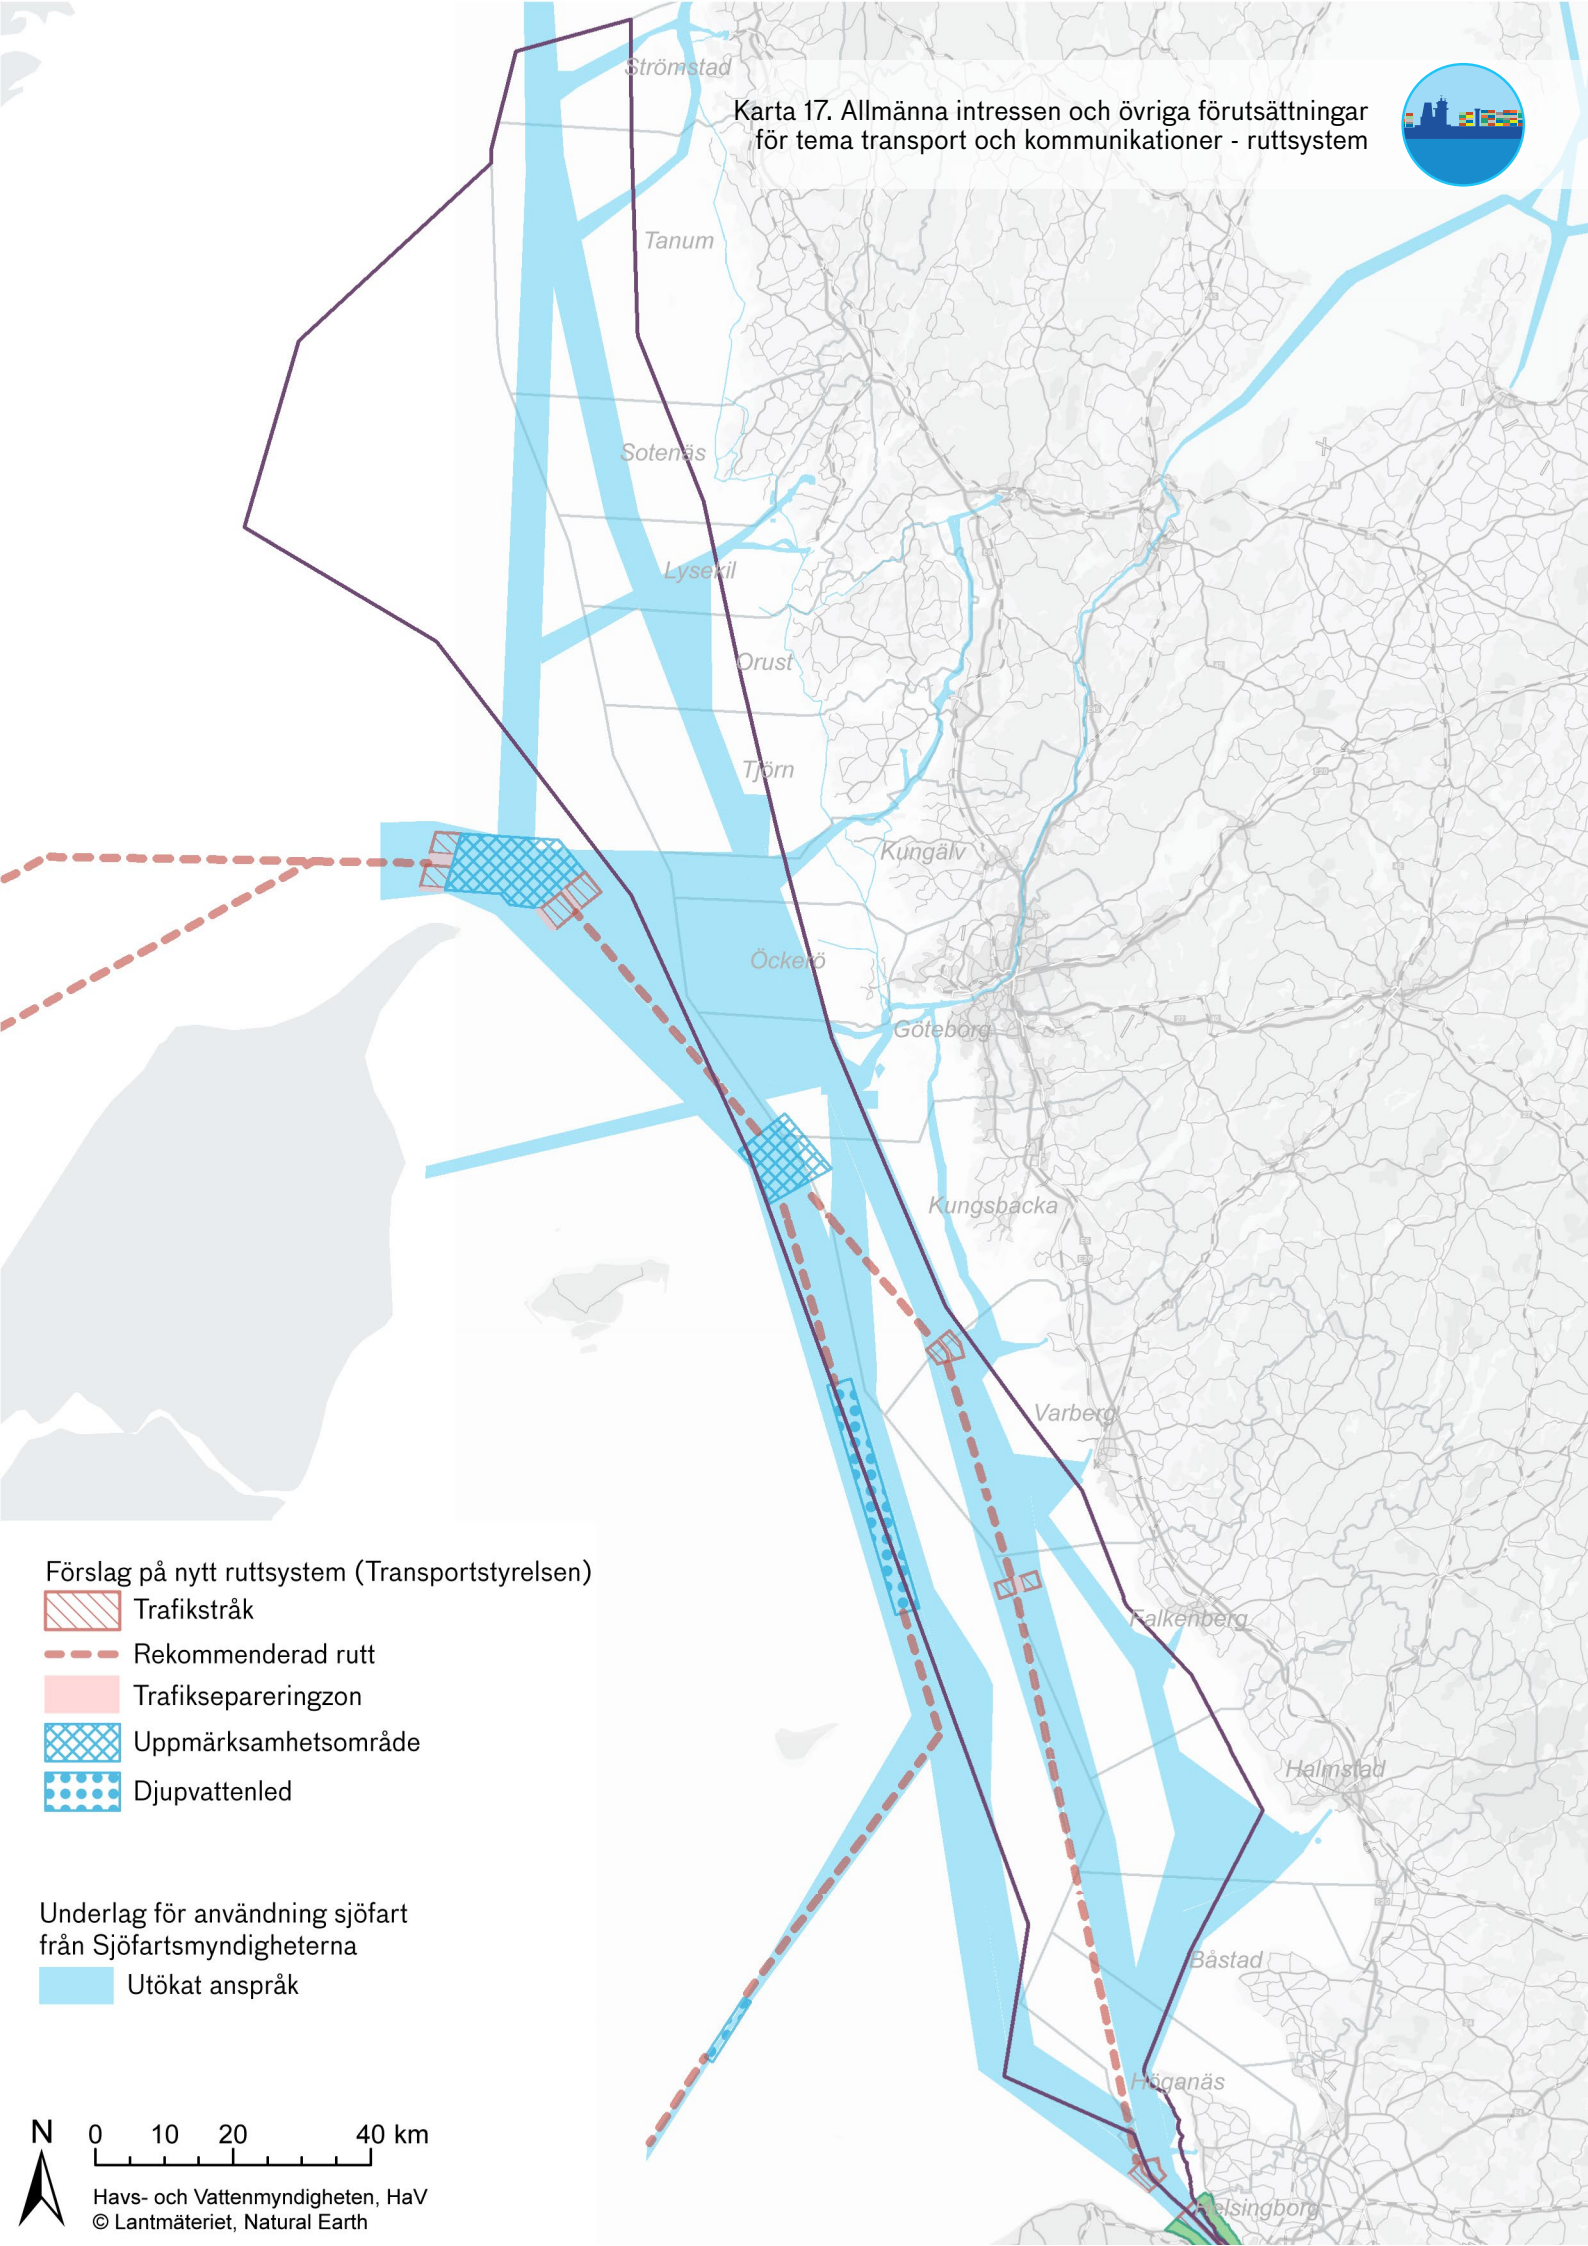 Strömstad
Karta 17. Allmänna intressen och övriga förutsättningar
för tema transport och kommunikationer - ruttsystem
Tanum
Sotenäs
Lysekil
Orust
Tjörn
Kungälv
Öckerö
Göteborg
Kungsbacka
Varberg
Falkenberg
Halmstad
Båstad
Höganäs
Helsingborg
Förslag på nytt ruttsystem (Transportstyrelsen)
Trafikstråk
Rekommenderad rutt
Trafiksepareringzon
Uppmärksamhetsområde
Djupvattenled
Underlag för användning sjöfart
från Sjöfartsmyndigheterna
Utökat anspråk
N 0 10 20 40 km
Havs- och Vattenmyndigheten, HaV
© Lantmäteriet, Natural Earth